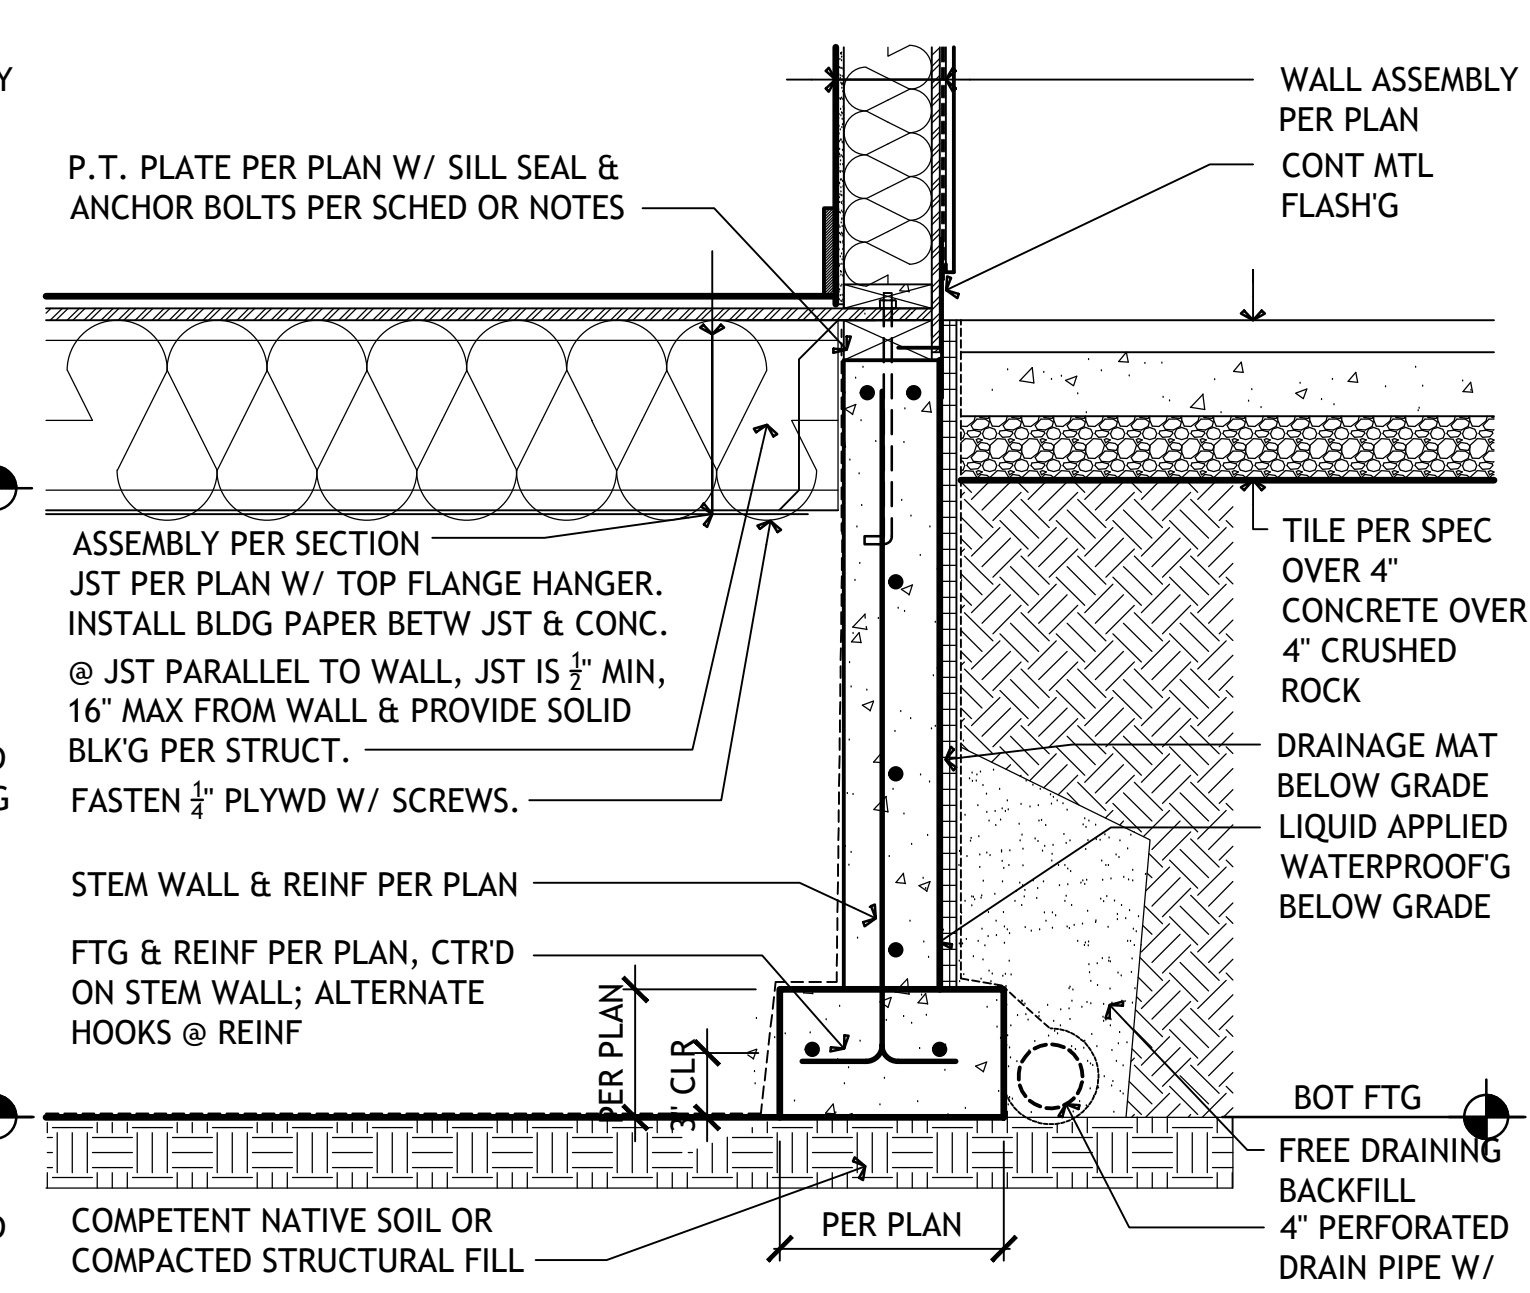 Y
WALL ASSEMBLY
PER PLAN
CONT MTL
FLASH'G
P.T. PLATE PER PLAN W/ SILL SEAL &
ANCHOR BOLTS PER SCHED OR NOTES
ASSEMBLY PER SECTION
JST PER PLAN W/ TOP FLANGE HANGER.
INSTALL BLDG PAPER BETW JST & CONC.
@ JST PARALLEL TO WALL, JST IS 1/2" MIN,
16" MAX FROM WALL & PROVIDE SOLID
BLK'G PER STRUCT.
FASTEN 1/4" PLYWD W/ SCREWS.
STEM WALL & REINF PER PLAN
FTG & REINF PER PLAN, CTR'D
ON STEM WALL; ALTERNATE
HOOKS @ REINF
PER PLAN
3" CLR
COMPETENT NATIVE SOIL OR
COMPACTED STRUCTURAL FILL
PER PLAN
TILE PER SPEC
OVER 4"
CONCRETE OVER
4" CRUSHED
ROCK
DRAINAGE MAT
BELOW GRADE
LIQUID APPLIED
WATERPROOF'G
BELOW GRADE
BOT FTG
FREE DRAINING
BACKFILL
4" PERFORATED
DRAIN PIPE W/
G